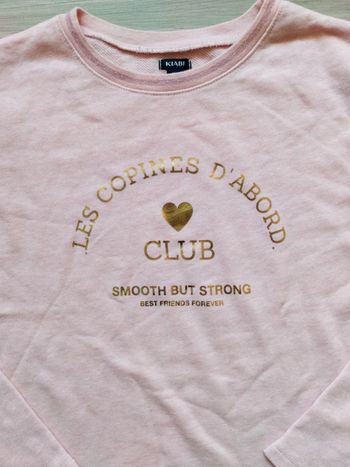 KIABI
.LES COPINES D'ABORD.
CLUB
SMOOTH BUT STRONG
BEST FRIENDS FOREVER